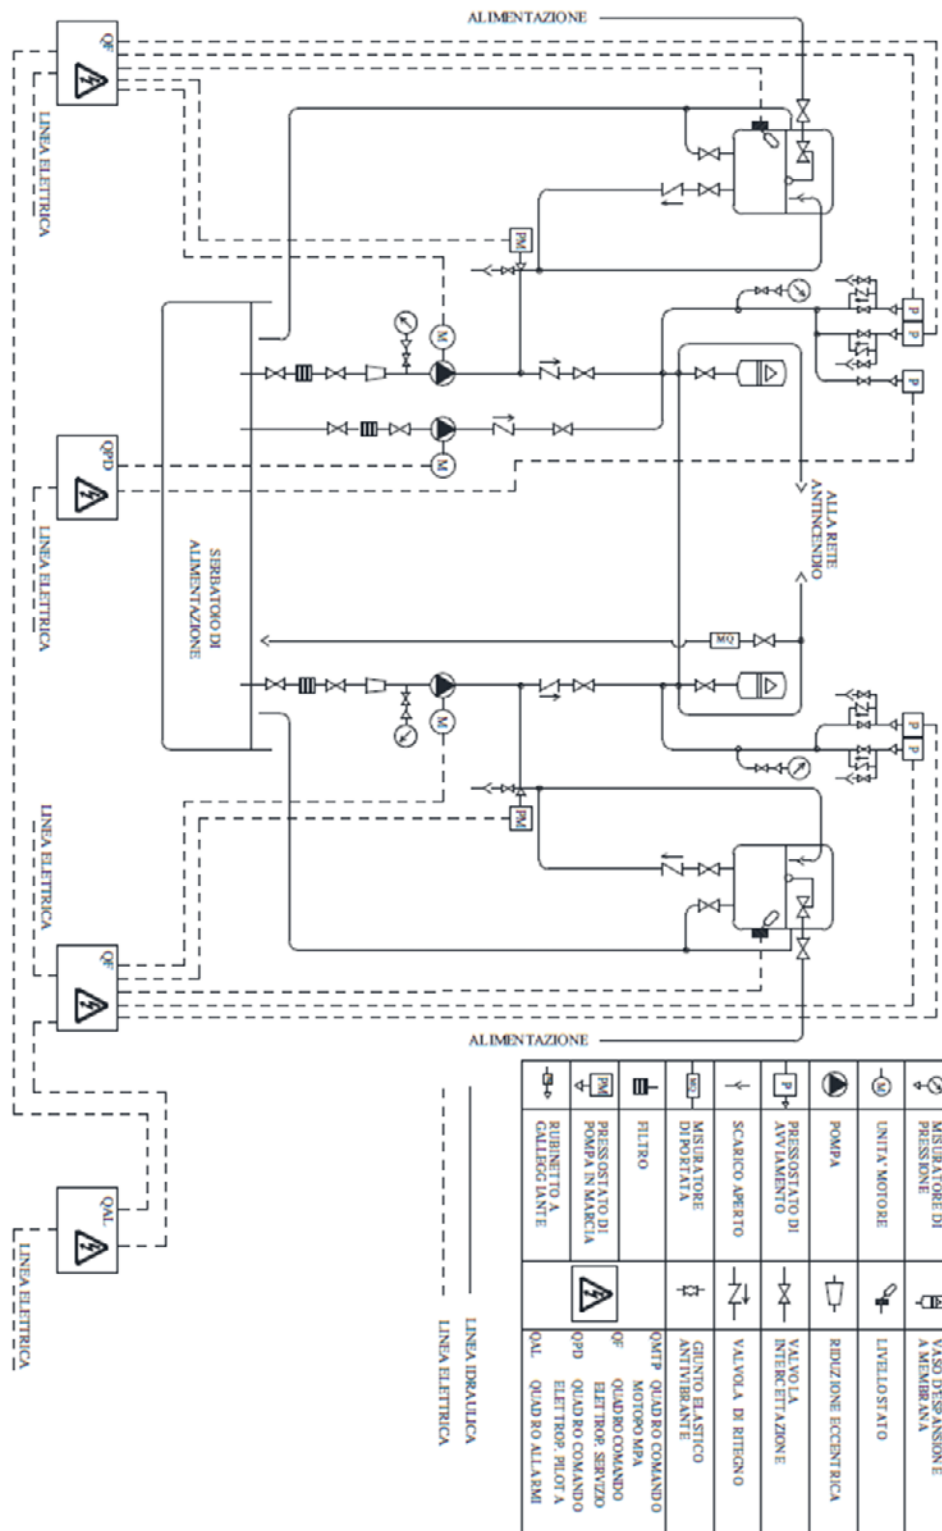 ALIMENTAZIONE
QF
LINEA ELETTRICA
PM
M
P
P
P
M
QPD
LINEA ELETTRICA
SERBATOIO DI
ALIMENTAZIONE
ALLA RETE
ANTINCENDIO
MQ
M
P
P
PM
LINEA ELETTRICA
QF
ALIMENTAZIONE
QAL
LINEA ELETTRICA
LINEA IDRAULICA
LINEA ELETTRICA
MISURATORE DI
PRESSIONE
M
UNITA' MOTORE
POMPA
P
PRESSOSTATO DI
AVVIAMENTO
SCARICO APERTO
MQ
MISURATORE
DI PORTATA
FILTRO
PM
PRESSOSTATO DI
POMPA IN MARCIA
RUBINETTO A
GALLEGGIANTE
VASO D'ESPANSIONE
A MEMBRANA
LIVELLOSTATO
RIDUZIONE ECCENTRICA
VALVOLA
INTERCETTAZIONE
VALVOLA DI RITEGNO
GIUNTO ELASTICO
ANTIVIBRANTE
QMTP QUADRO COMANDO
MOTOPOMPA
QF QUADRO COMANDO
ELETTROP. SERVIZIO
QPD QUADRO COMANDO
ELETTROP. PILOTA
QAL QUADRO ALLARMI